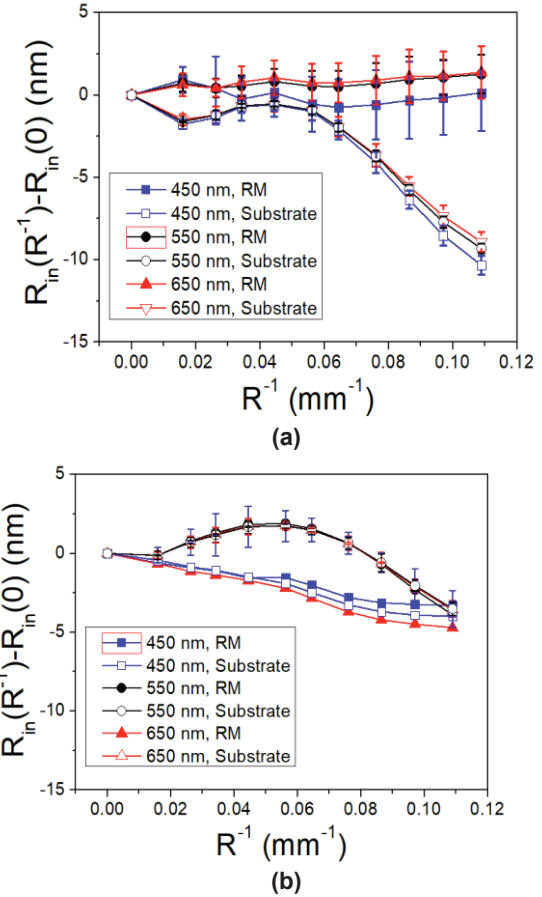 5
0
-5
-10
-15
R_in(R^-1)-R_in(0) (nm)
450 nm, RM
450 nm, Substrate
550 nm, RM
550 nm, Substrate
650 nm, RM
650 nm, Substrate
0.00 0.02 0.04 0.06 0.08 0.10 0.12
R^-1 (mm^-1)
(a)
5
0
-5
-10
-15
R_in(R^-1)-R_in(0) (nm)
450 nm, RM
450 nm, Substrate
550 nm, RM
550 nm, Substrate
650 nm, RM
650 nm, Substrate
0.00 0.02 0.04 0.06 0.08 0.10 0.12
R^-1 (mm^-1)
(b)